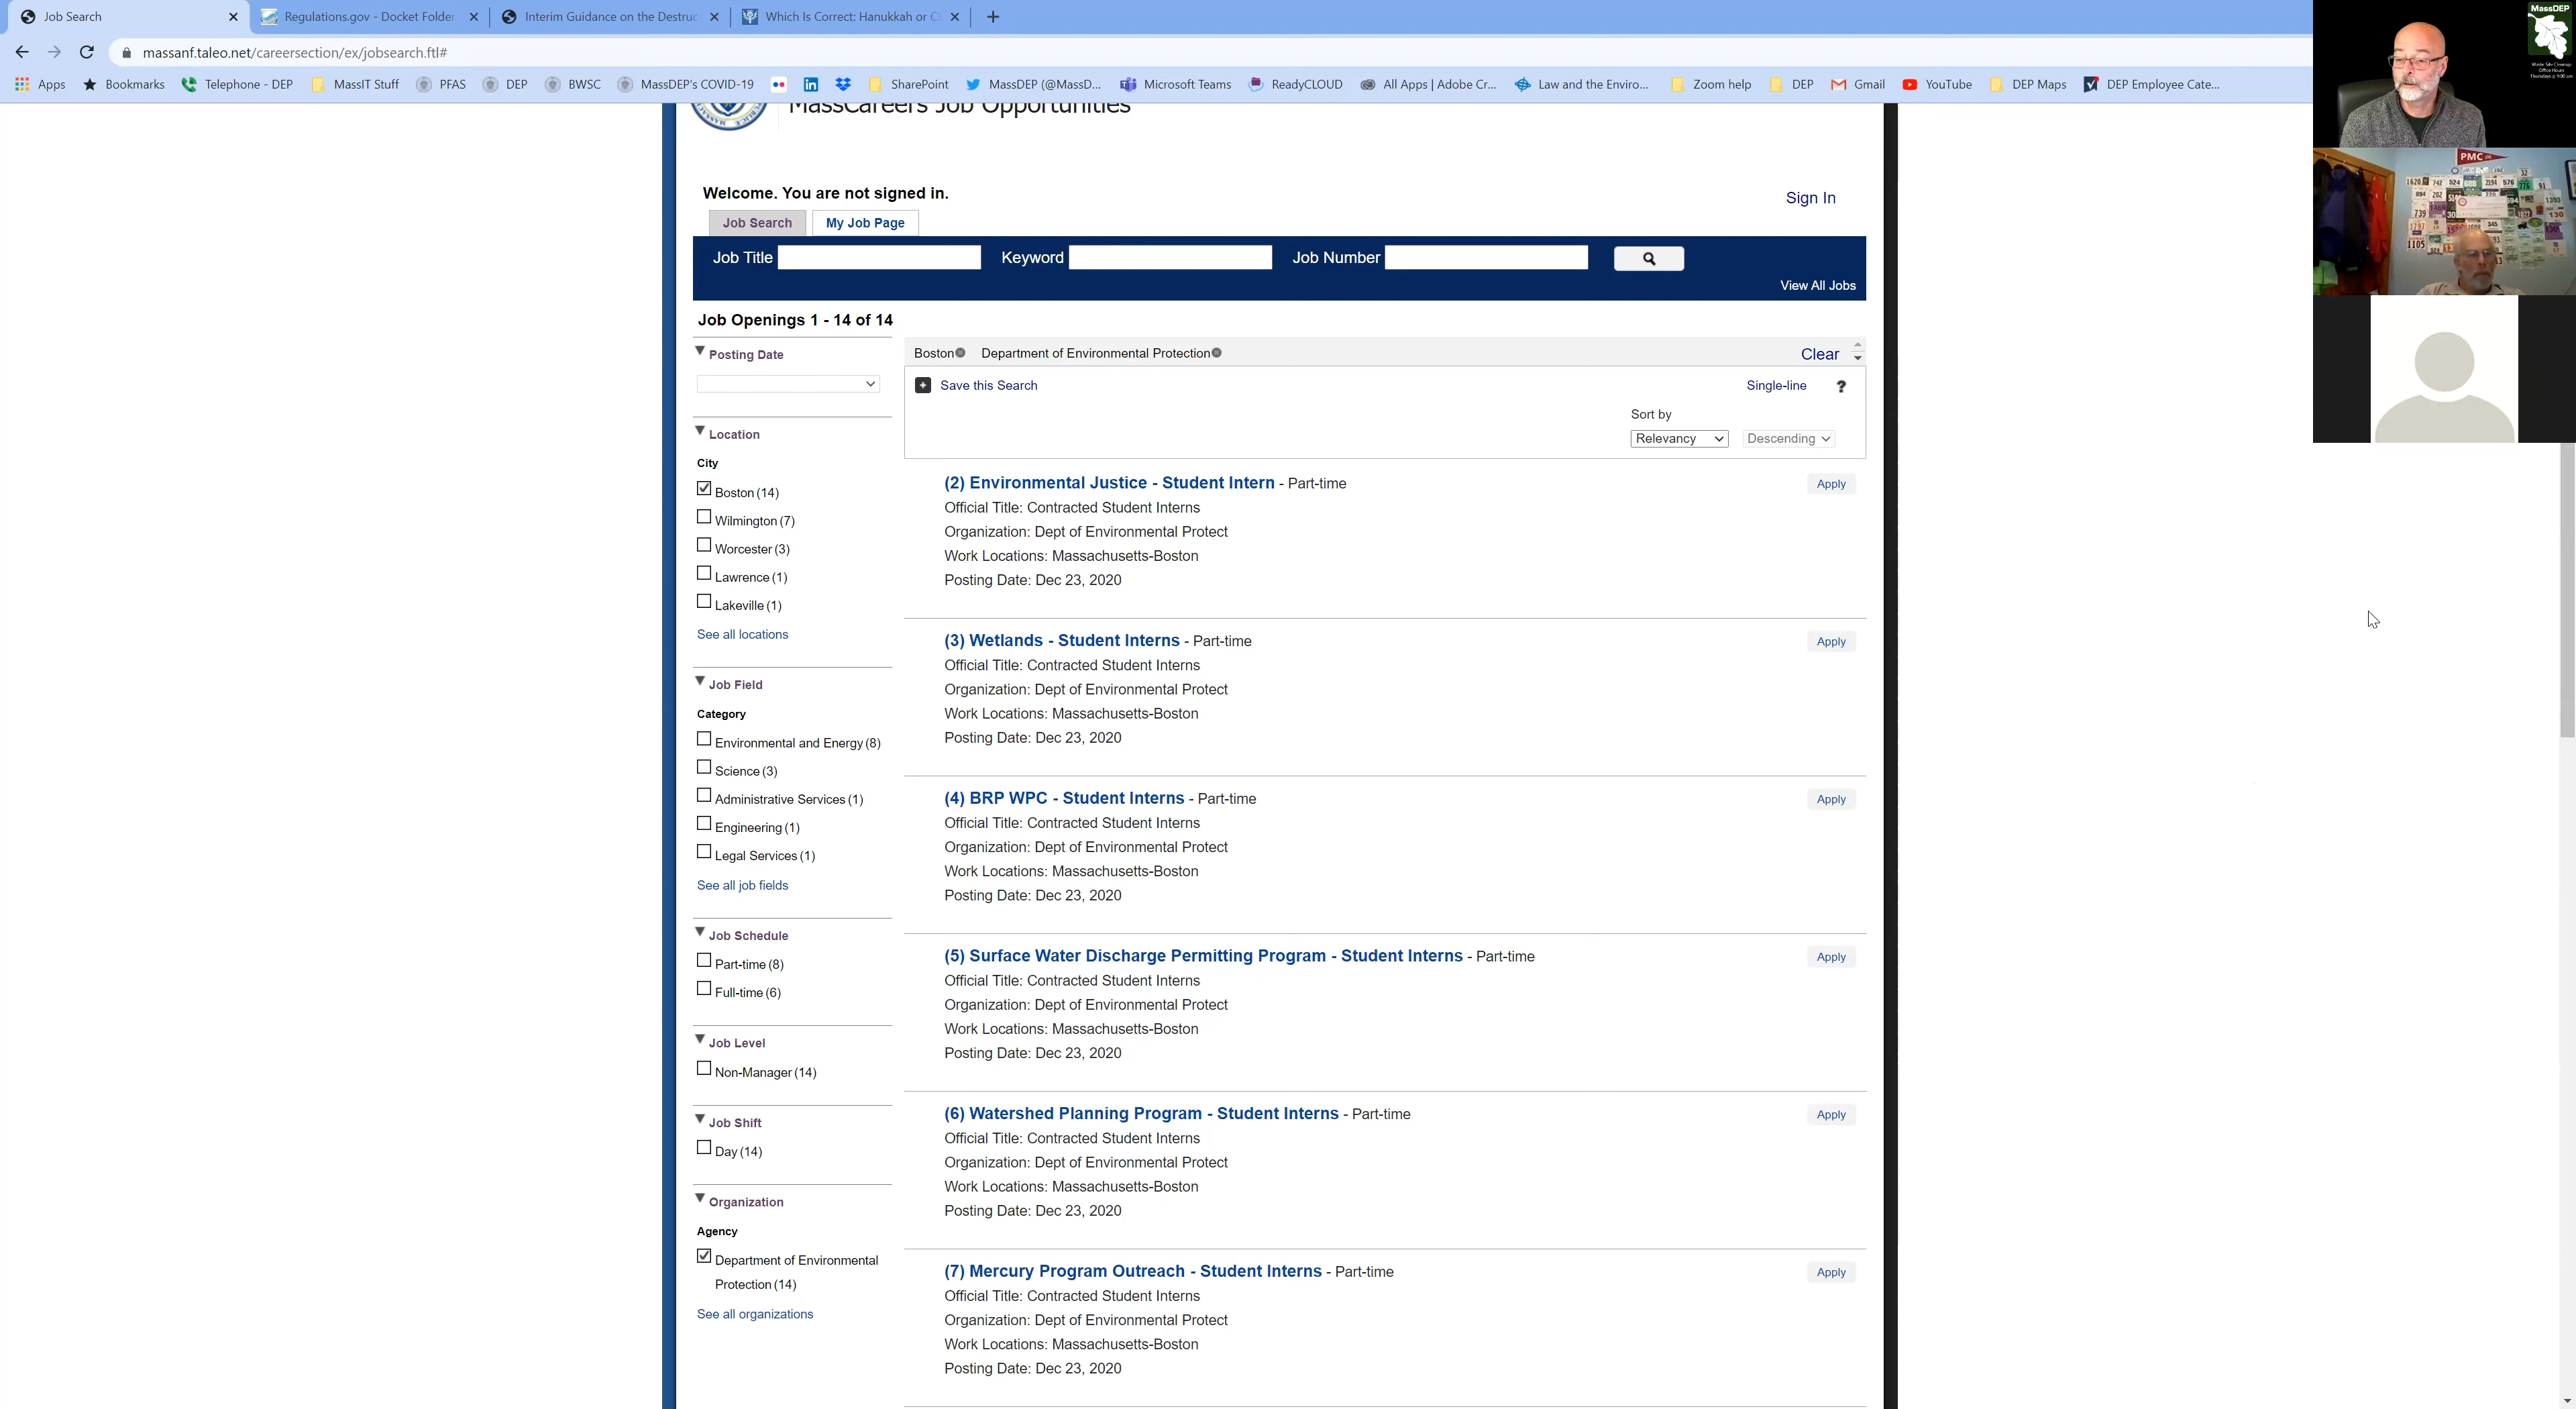 Job Search
Regulations.gov - Docket Folder
Interim Guidance on the Destruc
Which Is Correct: Hanukkah or C
massanf.taleo.net/careersection/ex/jobsearch.ftl#
Apps Bookmarks Telephone - DEP MassIT Stuff PFAS DEP BWSC MassDEP's COVID-19 SharePoint MassDEP (@MassD... Microsoft Teams ReadyCLOUD All Apps | Adobe Cr... Law and the Enviro... Zoom help DEP Gmail YouTube DEP Maps DEP Employee Cate...
MassDEP
PMC
MassCareers Job Opportunities
Welcome. You are not signed in.
Sign In
Job Search My Job Page
Job Title Keyword Job Number
View All Jobs
Job Openings 1 - 14 of 14
Posting Date
Location
City
Boston (14)
Wilmington (7)
Worcester (3)
Lawrence (1)
Lakeville (1)
See all locations
Job Field
Category
Environmental and Energy (8)
Science (3)
Administrative Services (1)
Engineering (1)
Legal Services (1)
See all job fields
Job Schedule
Part-time (8)
Full-time (6)
Job Level
Non-Manager (14)
Job Shift
Day (14)
Organization
Agency
Department of Environmental
Protection (14)
See all organizations
Boston Department of Environmental Protection Clear
Save this Search Single-line ?
Sort by
Relevancy Descending
(2) Environmental Justice - Student Intern - Part-time Apply
Official Title: Contracted Student Interns
Organization: Dept of Environmental Protect
Work Locations: Massachusetts-Boston
Posting Date: Dec 23, 2020
(3) Wetlands - Student Interns - Part-time Apply
Official Title: Contracted Student Interns
Organization: Dept of Environmental Protect
Work Locations: Massachusetts-Boston
Posting Date: Dec 23, 2020
(4) BRP WPC - Student Interns - Part-time Apply
Official Title: Contracted Student Interns
Organization: Dept of Environmental Protect
Work Locations: Massachusetts-Boston
Posting Date: Dec 23, 2020
(5) Surface Water Discharge Permitting Program - Student Interns - Part-time Apply
Official Title: Contracted Student Interns
Organization: Dept of Environmental Protect
Work Locations: Massachusetts-Boston
Posting Date: Dec 23, 2020
(6) Watershed Planning Program - Student Interns - Part-time Apply
Official Title: Contracted Student Interns
Organization: Dept of Environmental Protect
Work Locations: Massachusetts-Boston
Posting Date: Dec 23, 2020
(7) Mercury Program Outreach - Student Interns - Part-time Apply
Official Title: Contracted Student Interns
Organization: Dept of Environmental Protect
Work Locations: Massachusetts-Boston
Posting Date: Dec 23, 2020